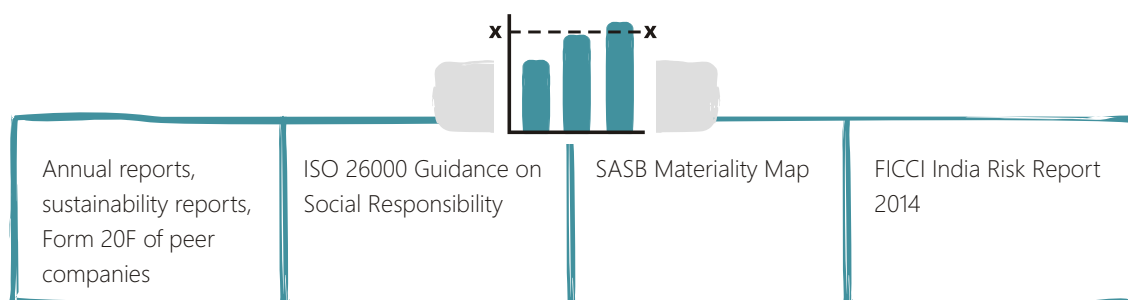 x x
Annual reports,
sustainability reports,
Form 20F of peer
companies
ISO 26000 Guidance on
Social Responsibility
SASB Materiality Map
FICCI India Risk Report
2014